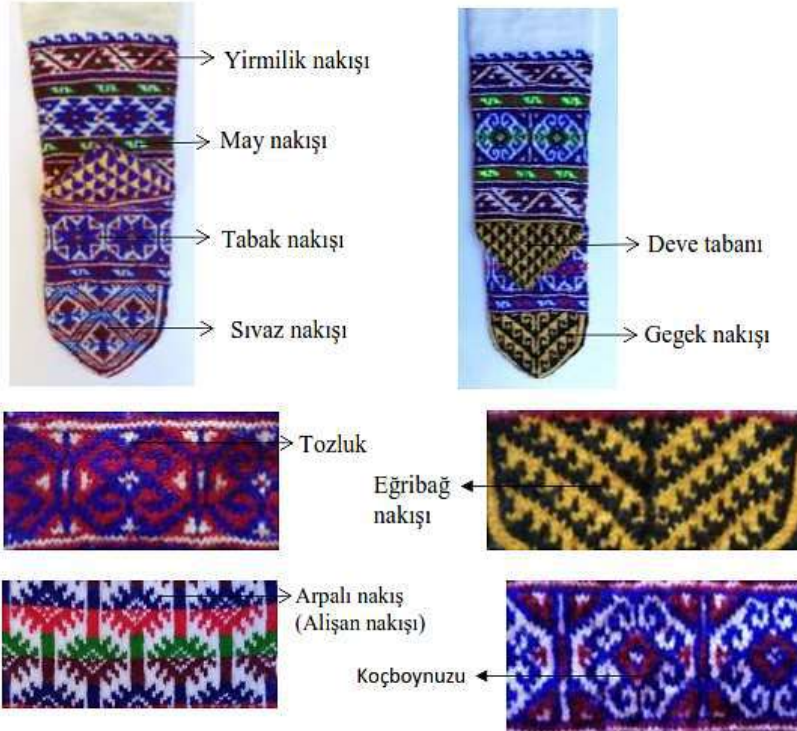 Yirmilik nakışı
May nakışı
Tabak nakışı
Deve tabanı
Sıvaz nakışı
Gegek nakışı
Tozluk
Eğribağ
nakışı
Arpalı nakış
(Alişan nakışı)
Koçboynuzu